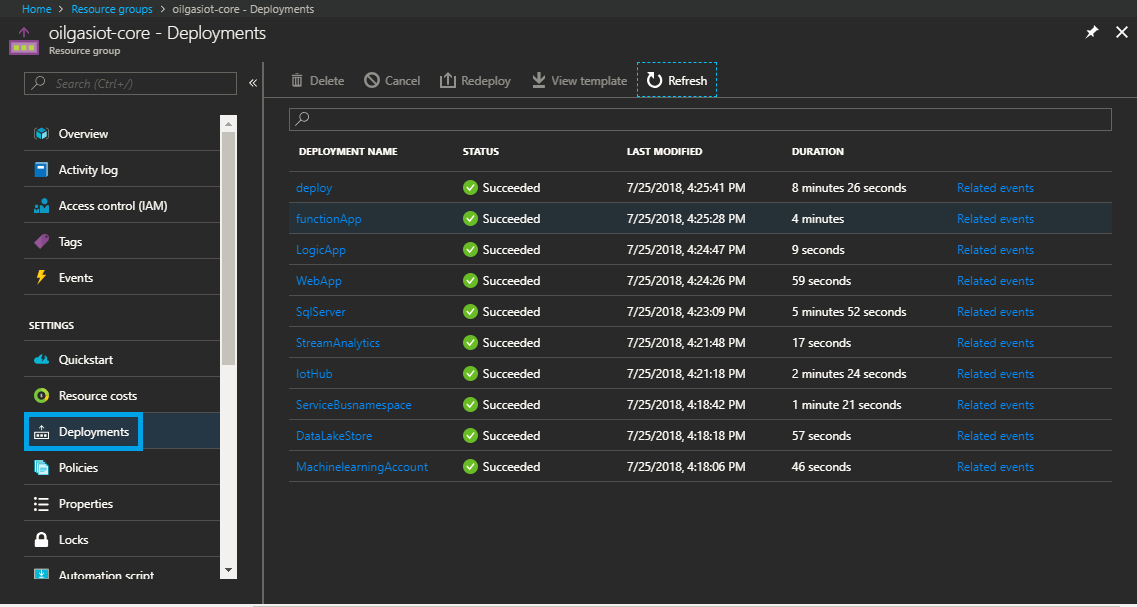 Home > Resource groups > oilgasiot-core - Deployments
oilgasiot-core - Deployments
Resource group
Search (Ctrl+/)
«
Overview
Activity log
Access control (IAM)
Tags
Events
SETTINGS
Quickstart
Resource costs
Deployments
Policies
Properties
Locks
Automation script
Delete Cancel Redeploy View template Refresh
DEPLOYMENT NAME STATUS LAST MODIFIED DURATION
deploy Succeeded 7/25/2018, 4:25:41 PM 8 minutes 26 seconds Related events
functionApp Succeeded 7/25/2018, 4:25:28 PM 4 minutes Related events
LogicApp Succeeded 7/25/2018, 4:24:47 PM 9 seconds Related events
WebApp Succeeded 7/25/2018, 4:24:26 PM 59 seconds Related events
SqlServer Succeeded 7/25/2018, 4:23:09 PM 5 minutes 52 seconds Related events
StreamAnalytics Succeeded 7/25/2018, 4:21:48 PM 17 seconds Related events
IotHub Succeeded 7/25/2018, 4:21:18 PM 2 minutes 24 seconds Related events
ServiceBusnamespace Succeeded 7/25/2018, 4:18:42 PM 1 minute 21 seconds Related events
DataLakeStore Succeeded 7/25/2018, 4:18:18 PM 57 seconds Related events
MachinelearningAccount Succeeded 7/25/2018, 4:18:06 PM 46 seconds Related events